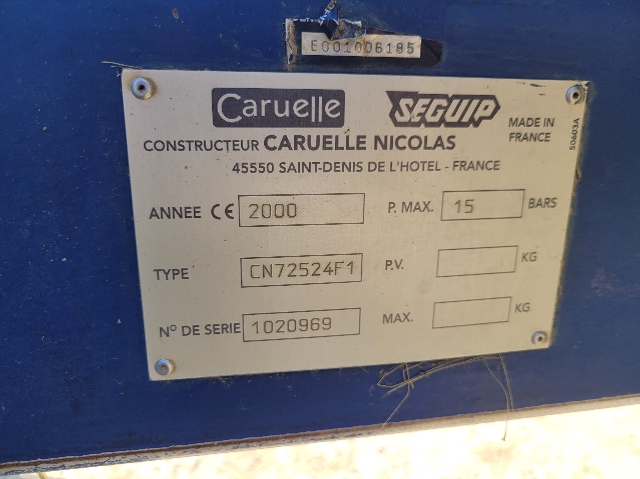 E001006185
Caruelle SEGUIP
MADE IN
FRANCE
50603A
CONSTRUCTEUR CARUELLE NICOLAS
45550 SAINT-DENIS DE L'HOTEL - FRANCE
ANNEE CE 2000 P. MAX. 15 BARS
TYPE CN72524F1 P.V. KG
N° DE SERIE 1020969 MAX. KG